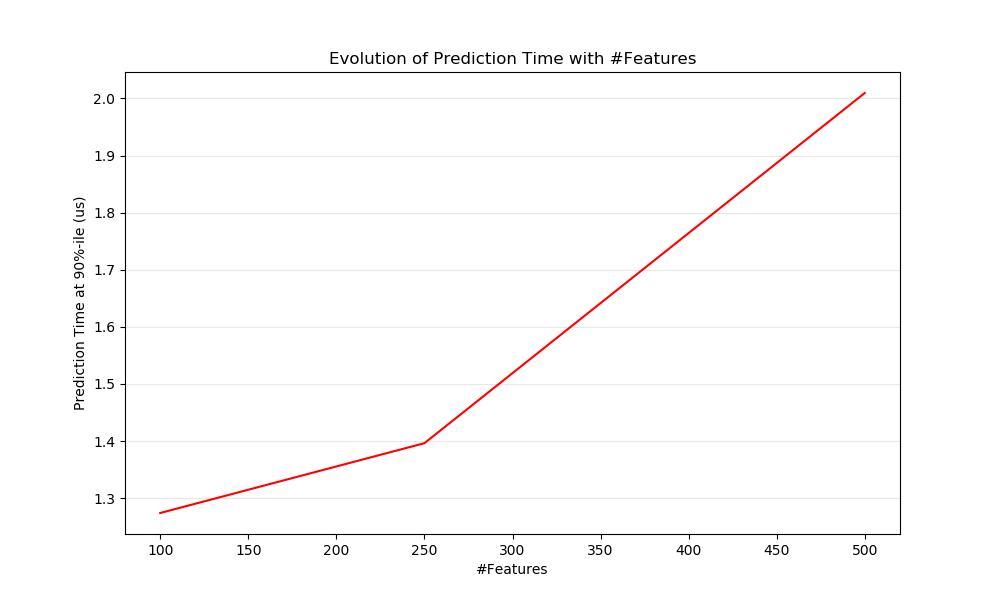 Evolution of Prediction Time with #Features
Prediction Time at 90%-ile (us)
2.0
1.9
1.8
1.7
1.6
1.5
1.4
1.3
100 150 200 250 300 350 400 450 500
#Features